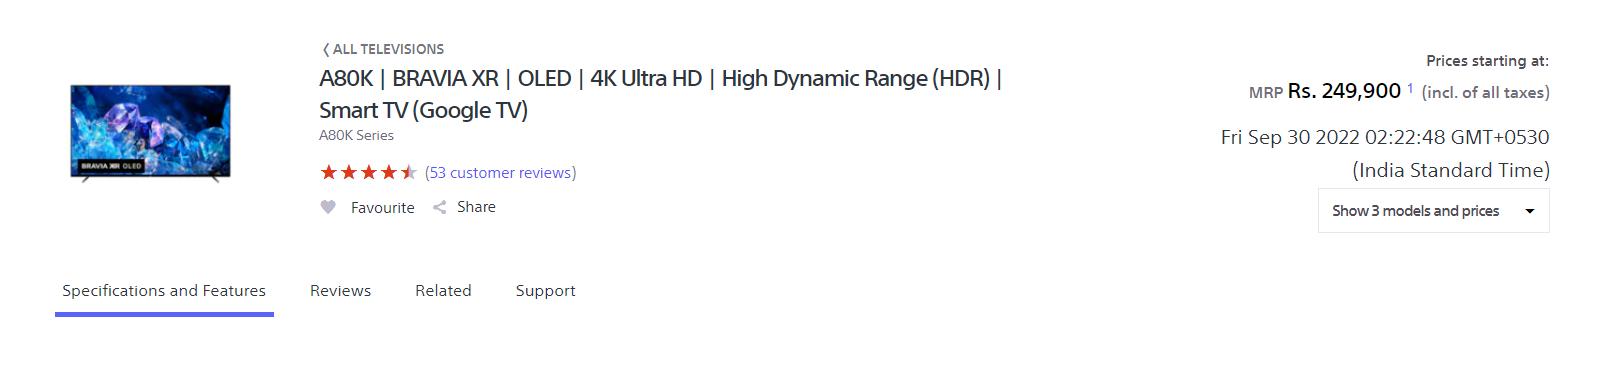 ALL TELEVISIONS
A80K | BRAVIA XR | OLED | 4K Ultra HD | High Dynamic Range (HDR) |
Smart TV (Google TV)
A80K Series
(53 customer reviews)
Favourite Share
BRAVIA XR OLED
Prices starting at:
MRP Rs. 249,900 1 (incl. of all taxes)
Fri Sep 30 2022 02:22:48 GMT+0530
(India Standard Time)
Show 3 models and prices
Specifications and Features Reviews Related Support